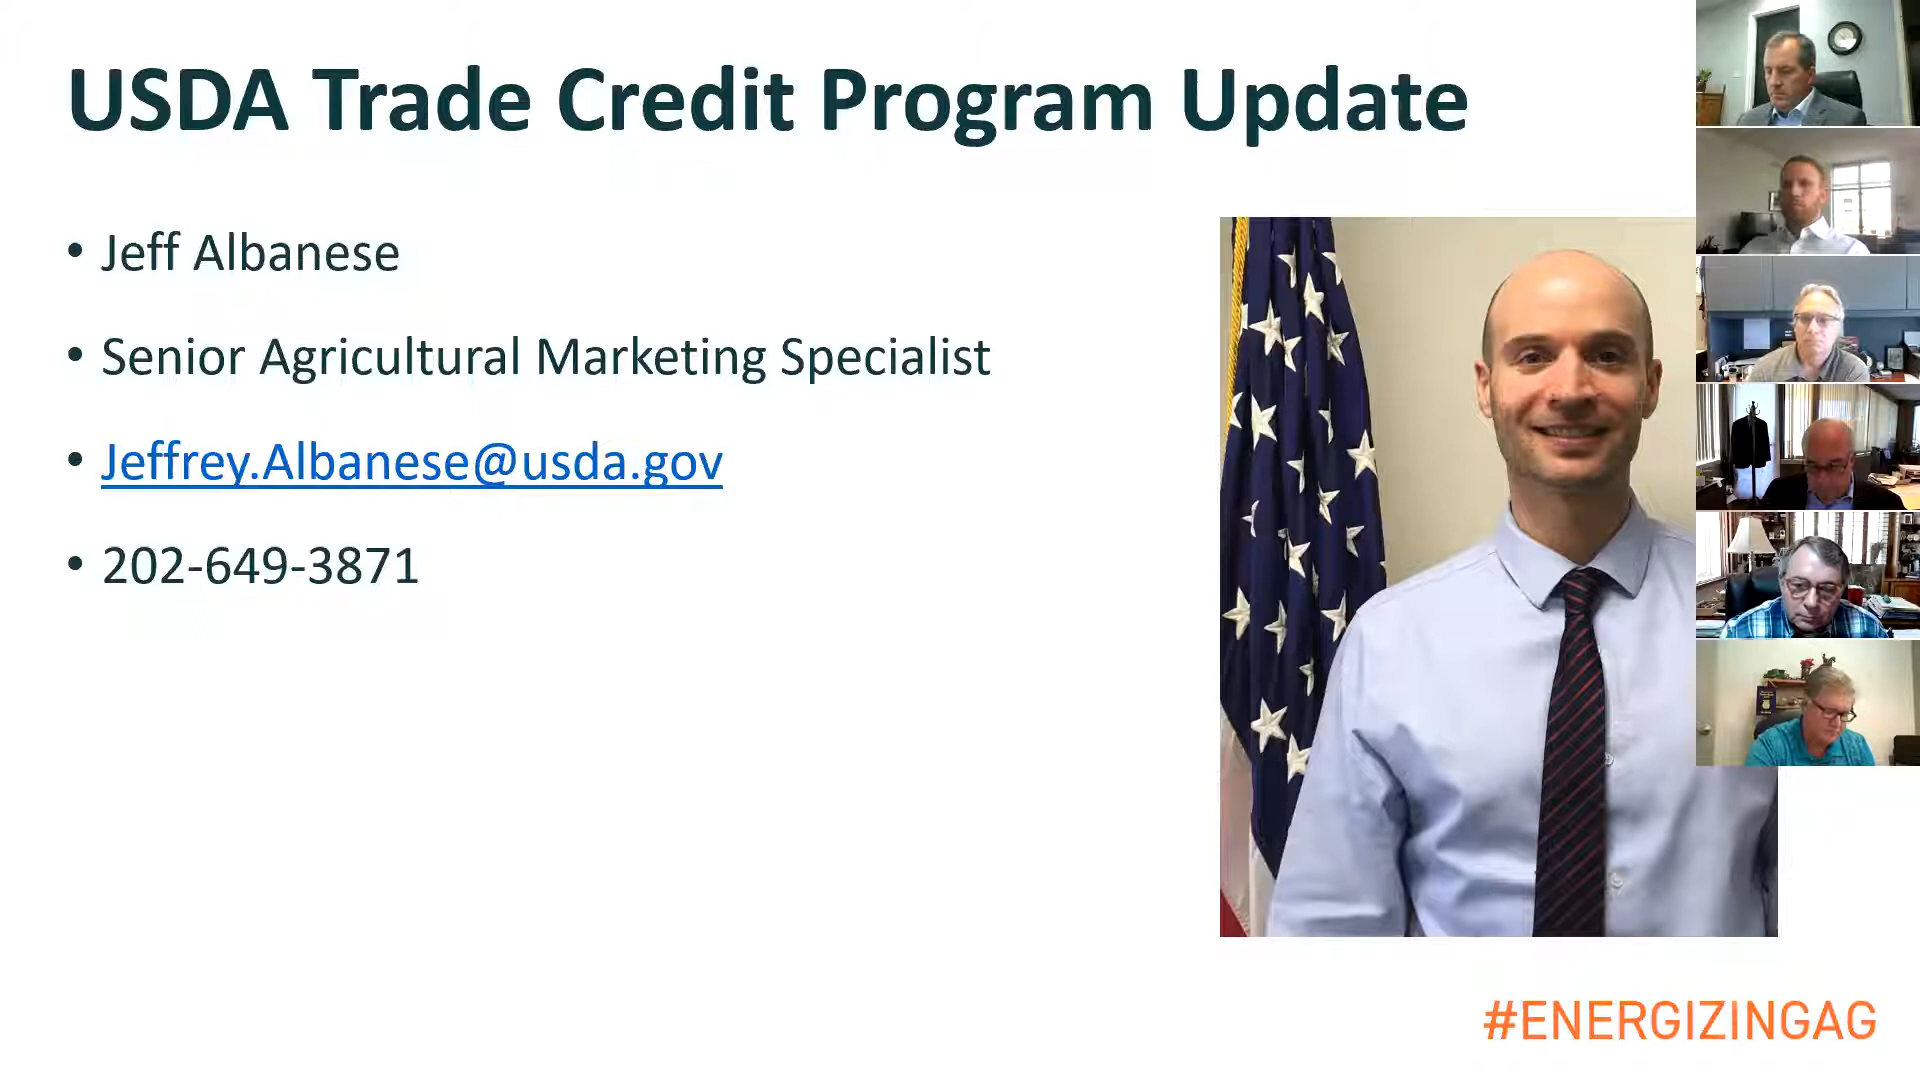 USDA Trade Credit Program Update
• Jeff Albanese
• Senior Agricultural Marketing Specialist
• Jeffrey.Albanese@usda.gov
• 202-649-3871
#ENERGIZINGAG